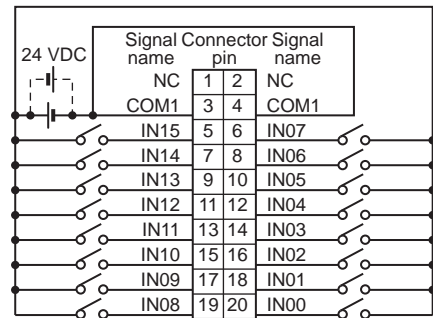 Signal Connector Signal
24 VDC name pin name
NC 1 2 NC
COM1 3 4 COM1
IN15 5 6 IN07
IN14 7 8 IN06
IN13 9 10 IN05
IN12 11 12 IN04
IN11 13 14 IN03
IN10 15 16 IN02
IN09 17 18 IN01
IN08 19 20 IN00